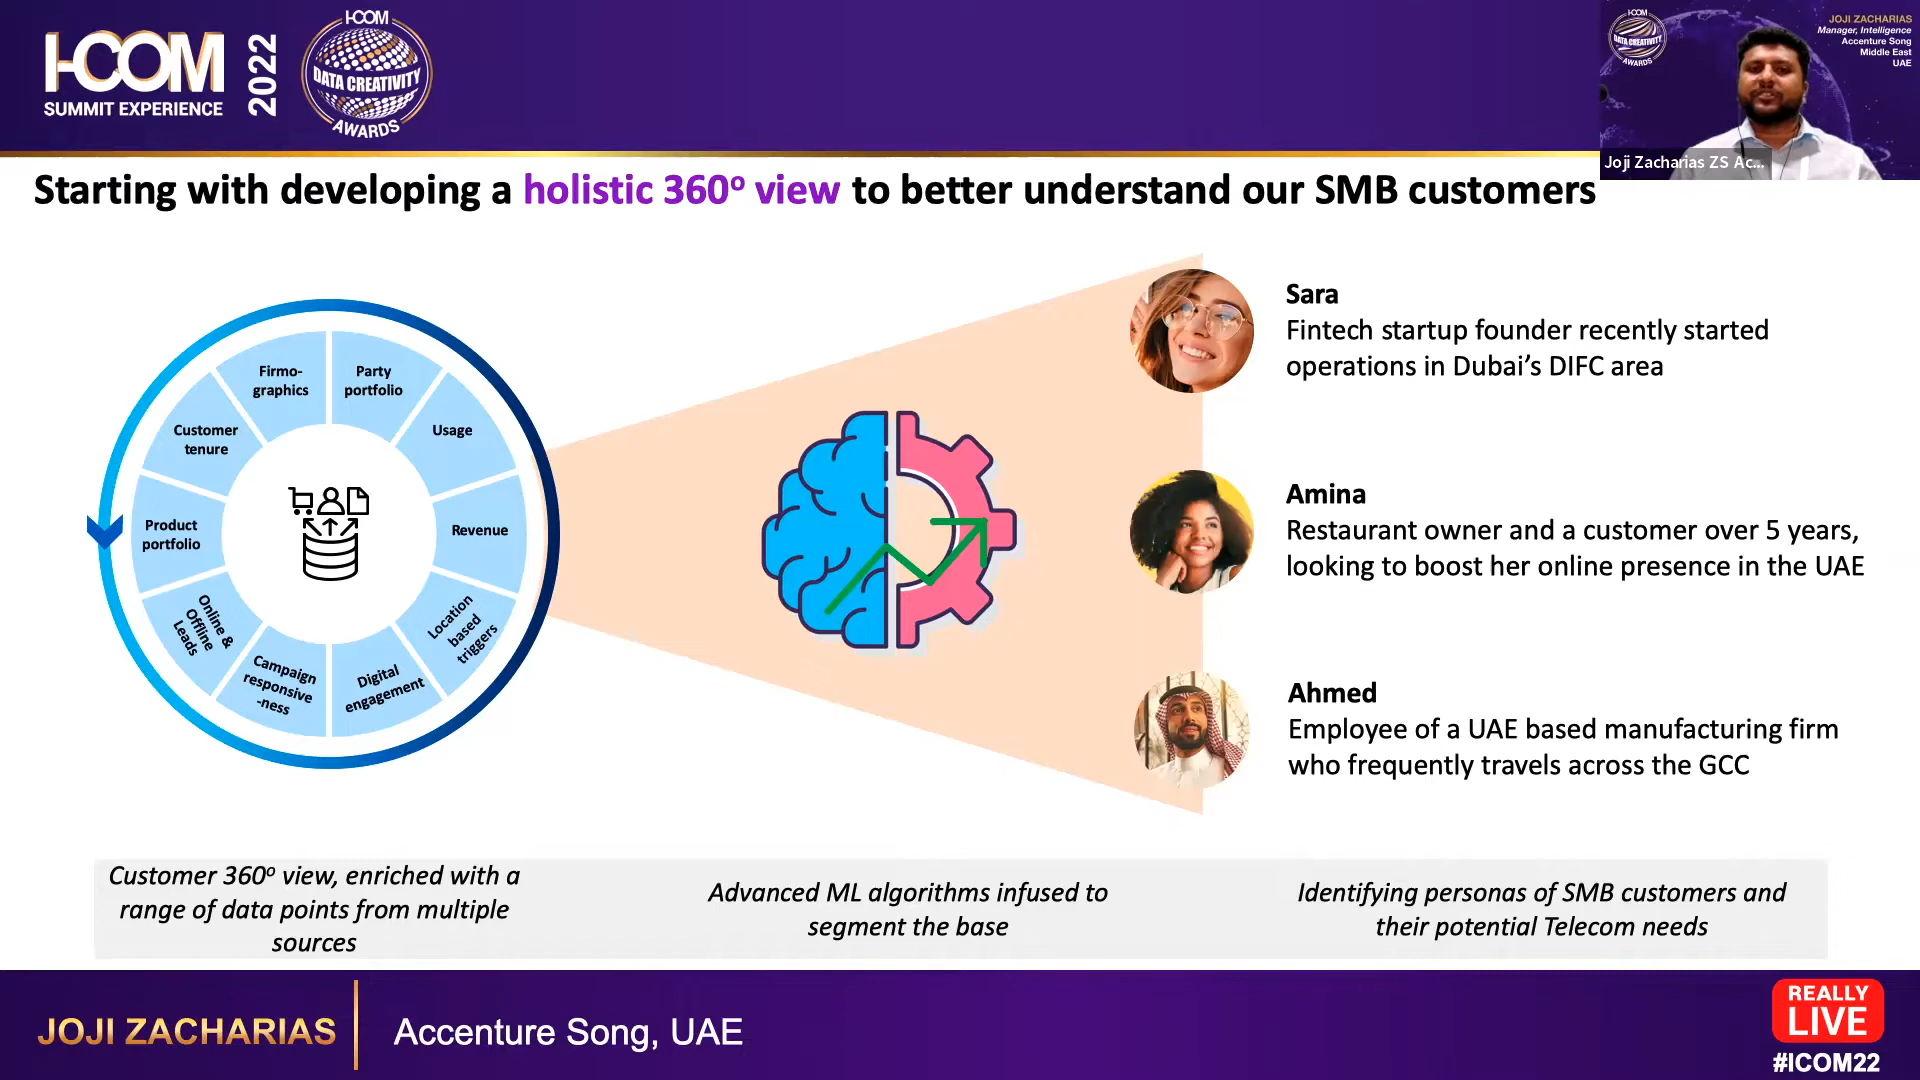 I-COM
SUMMIT EXPERIENCE
2022
I-COM
DATA CREATIVITY
AWARDS
I-COM
DATA CREATIVITY
AWARDS
JOJI ZACHARIAS
Manager, Intelligence
Accenture Song
Middle East
UAE
Joji Zacharias ZS Ac...
Starting with developing a holistic 360º view to better understand our SMB customers
Firmo-
graphics
Party
portfolio
Usage
Revenue
Location
based
triggers
Digital
engagement
Campaign
responsive
-ness
Online &
Offline
Leads
Product
portfolio
Customer
tenure
Sara
Fintech startup founder recently started
operations in Dubai’s DIFC area
Amina
Restaurant owner and a customer over 5 years,
looking to boost her online presence in the UAE
Ahmed
Employee of a UAE based manufacturing firm
who frequently travels across the GCC
Customer 360º view, enriched with a
range of data points from multiple
sources
Advanced ML algorithms infused to
segment the base
Identifying personas of SMB customers and
their potential Telecom needs
JOJI ZACHARIAS
Accenture Song, UAE
REALLY
LIVE
#ICOM22